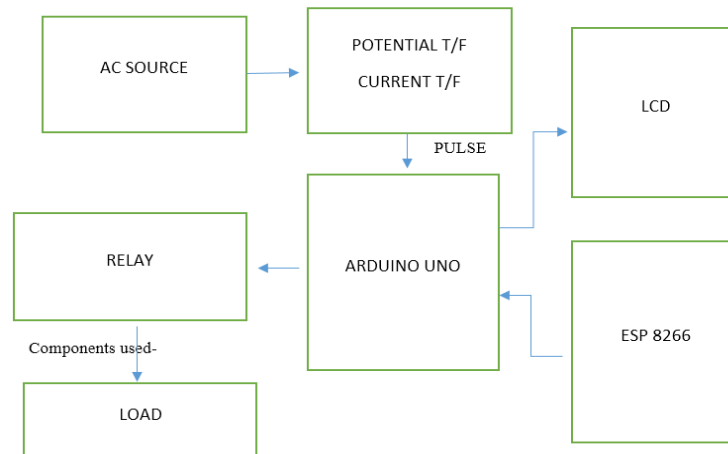 AC SOURCE
POTENTIAL T/F
CURRENT T/F
LCD
PULSE
RELAY
ARDUINO UNO
ESP 8266
Components used-
LOAD